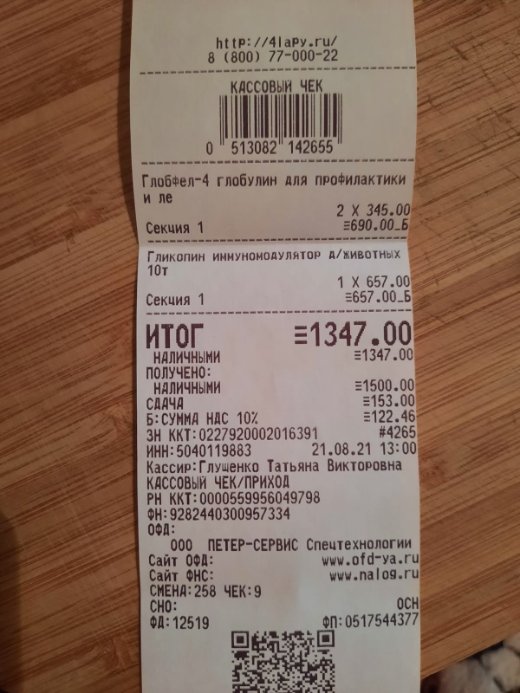 http://4lapy.ru/
8 (800) 77-000-22
КАССОВЫЙ ЧЕК
0 513082 142655
Глобфел-4 глобулин для профилактики
и ле
2 X 345.00
Секция 1 ≡690.00_Б
Гликопин иммуномодулятор д/животных
10т
1 X 657.00
Секция 1 ≡657.00_Б
ИТОГ ≡1347.00
НАЛИЧНЫМИ ≡1347.00
ПОЛУЧЕНО:
НАЛИЧНЫМИ ≡1500.00
СДАЧА ≡153.00
Б:СУММА НДС 10% ≡122.46
ЗН ККТ:0227920002016391 #4265
ИНН:5040119883 21.08.21 13:00
Кассир:Глущенко Татьяна Викторовна
КАССОВЫЙ ЧЕК/ПРИХОД
РН ККТ:0000559956049798
ФН:9282440300957334
ОФД:
ООО ПЕТЕР-СЕРВИС Спецтехнологии
Сайт ОФД: www.ofd-ya.ru
Сайт ФНС: www.nalog.ru
СМЕНА:258 ЧЕК:9
СНО: ОСН
ФД:12519 ФП:0517544377